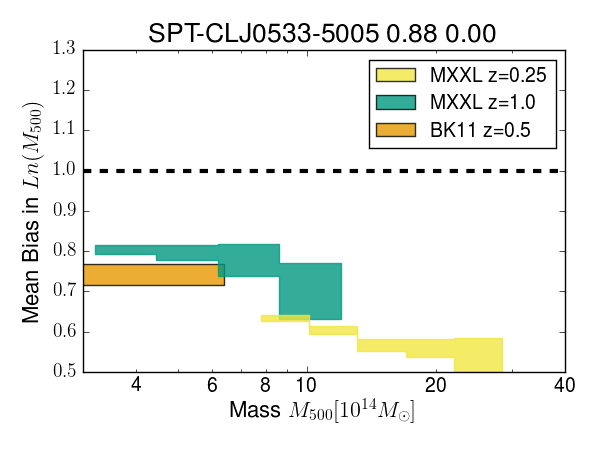 SPT-CLJ0533-5005 0.88 0.00
1.3
1.2
1.1
1.0
0.9
0.8
0.7
0.6
0.5
Mean Bias in Ln(M₅₀₀)
MXXL z=0.25
MXXL z=1.0
BK11 z=0.5
4 6 8 10 20 40
Mass M₅₀₀[10¹⁴M☉]